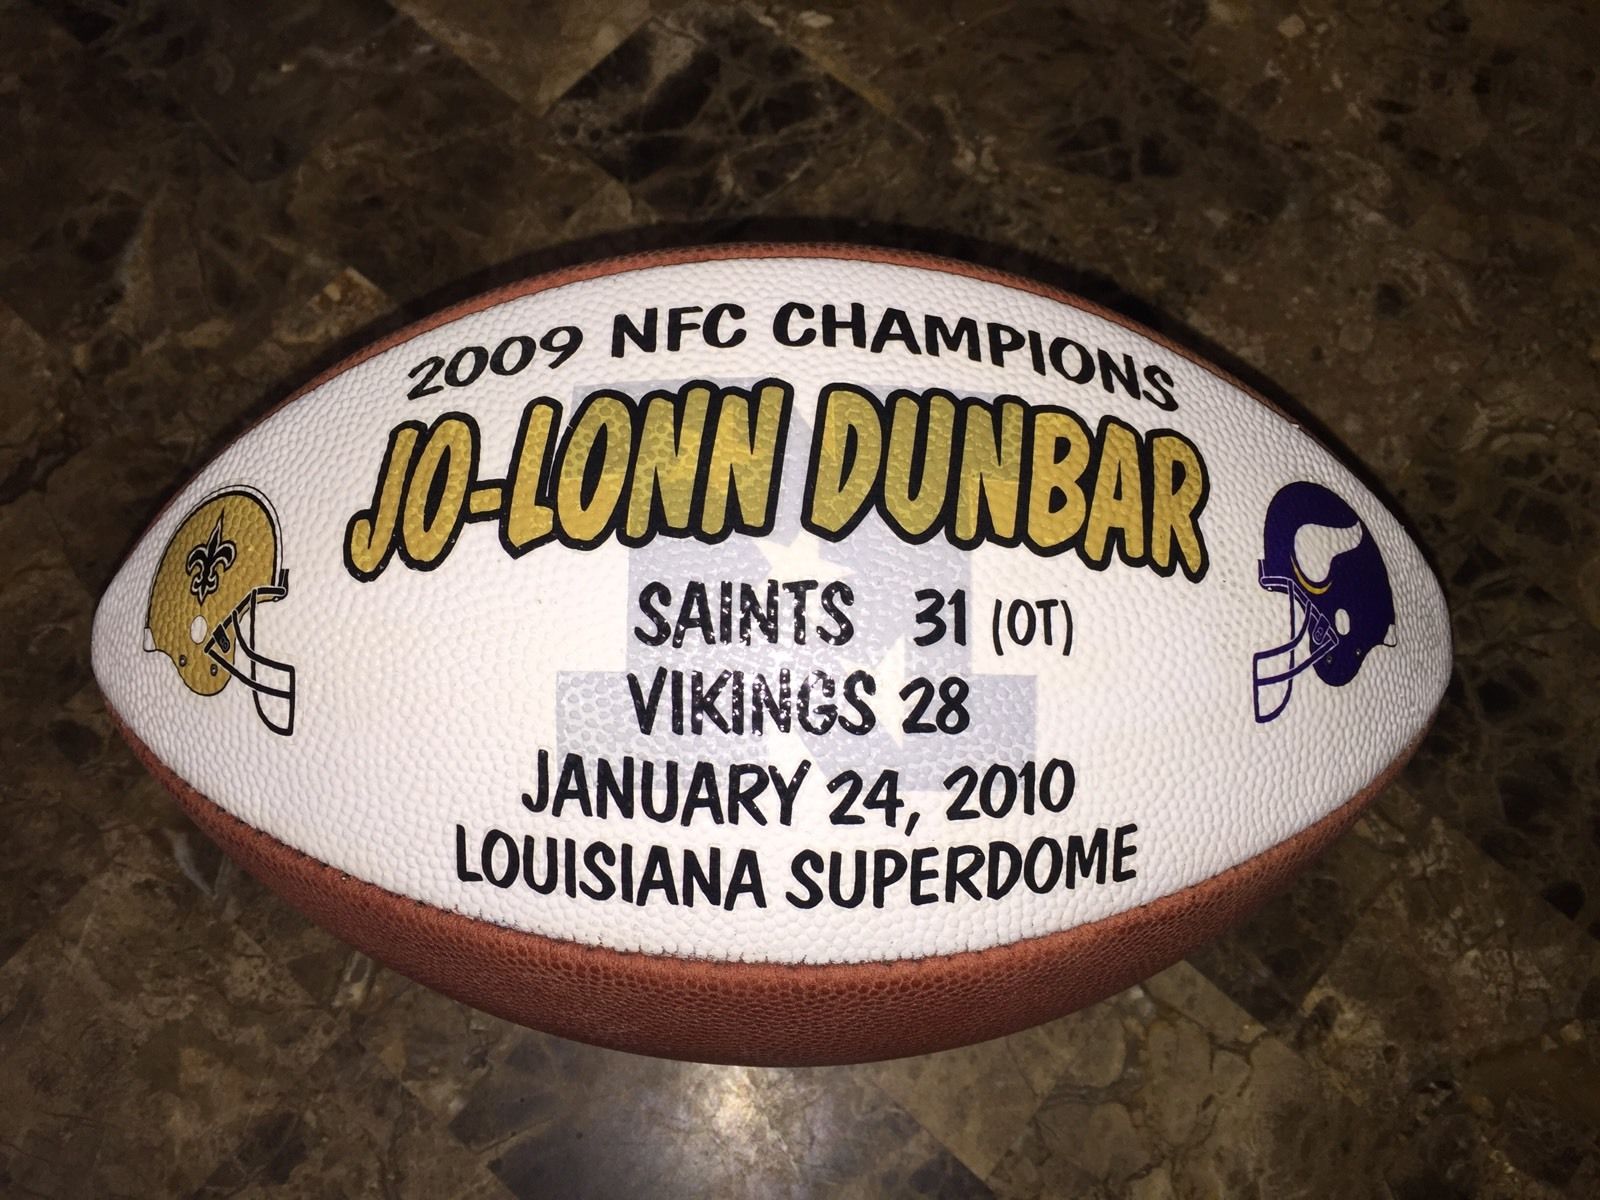 2009 NFC CHAMPIONS
JO-LONN DUNBAR
SAINTS 31 (OT)
VIKINGS 28
JANUARY 24, 2010
LOUISIANA SUPERDOME